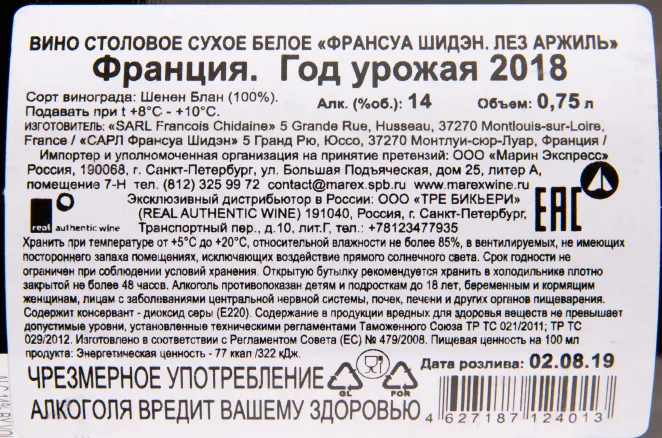 ВИНО СТОЛОВОЕ СУХОЕ БЕЛОЕ «ФРАНСУА ШИДЭН. ЛЕЗ АРЖИЛЬ»
Франция. Год урожая 2018
Сорт винограда: Шенен Блан (100%).
Подавать при t +8°C - +10°C.
Алк. (%об.): 14 Объем: 0,75 л
ИЗГОТОВИТЕЛЬ: «SARL Francois Chidaine» 5 Grande Rue, Husseau, 37270 Montlouis-sur-Loire,
France / «САРЛ Франсуа Шидэн» 5 Гранд Рю, Юссо, 37270 Монтлуи-сюр-Луар, Франция /
Импортер и уполномоченная организация на принятие претензий: ООО «Марин Экспресс»
Россия, 190068, г. Санкт-Петербург, ул. Большая Подъяческая, дом 25, литер А,
помещение 7-Н тел. (812) 325 99 72 contact@marex.spb.ru www.marexwine.ru
Эксклюзивный дистрибьютор в России: ООО «ТРЕ БИКЬЕРИ»
(REAL AUTHENTIC WINE) 191040, Россия, г. Санкт-Петербург,
Транспортный пер., д.10, лит.Г, тел.: +78123477935
real authentic wine
EAC
Хранить при температуре от +5°С до +20°С, относительной влажности не более 85%, в вентилируемых, не имеющих
постороннего запаха помещениях, исключающих воздействие прямого солнечного света. Срок годности не
ограничен при соблюдении условий хранения. Открытую бутылку рекомендуется хранить в холодильнике плотно
закрытой не более 48 часов. Алкоголь противопоказан детям и подросткам до 18 лет, беременным и кормящим
женщинам, лицам с заболеваниями центральной нервной системы, почек, печени и других органов пищеварения.
Содержит консервант - диоксид серы (Е220). Содержание в продукции вредных для здоровья веществ не превышает
допустимые уровни, установленные техническими регламентами Таможенного Союза ТР ТС 021/2011; ТР ТС
029/2012. Изготовлено в соответствии с Регламентом Совета (ЕС) № 479/2008. Пищевая ценность на 100 мл
продукта: Энергетическая ценность - 77 ккал /322 кДж.
Дата розлива: 02.08.19
ЧРЕЗМЕРНОЕ УПОТРЕБЛЕНИЕ
АЛКОГОЛЯ ВРЕДИТ ВАШЕМУ ЗДОРОВЬЮ
GL FOR
4 627187 124013